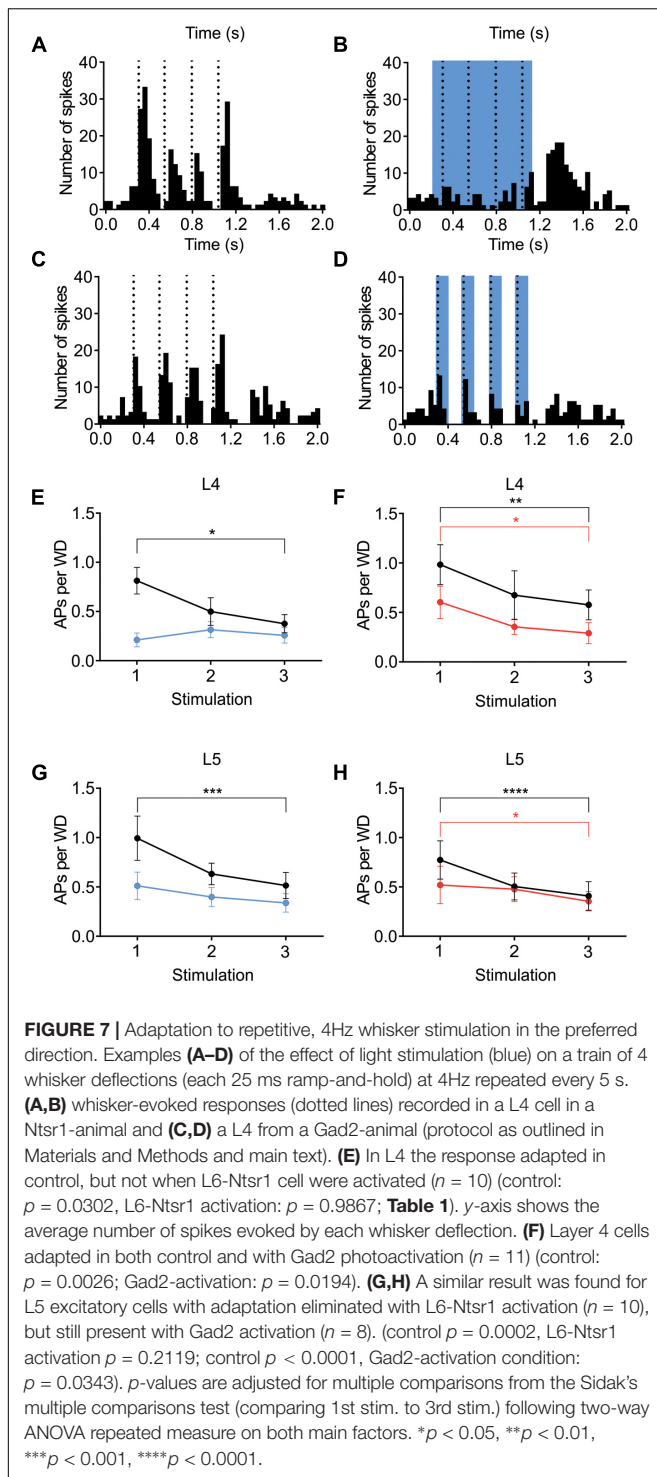 A
Time (s)
B
Time (s)
Number of spikes
40
30
20
10
0
0.0 0.4 0.8 1.2 1.6 2.0
Time (s)
Number of spikes
40
30
20
10
0
0.0 0.4 0.8 1.2 1.6 2.0
Time (s)
C
D
Number of spikes
40
30
20
10
0
0.0 0.4 0.8 1.2 1.6 2.0
Number of spikes
40
30
20
10
0
0.0 0.4 0.8 1.2 1.6 2.0
E
L4
APs per WD
1.5
1.0
0.5
0.0
*
1 2 3
Stimulation
F
L4
APs per WD
1.5
1.0
0.5
0.0
**
*
1 2 3
Stimulation
G
L5
APs per WD
1.5
1.0
0.5
0.0
***
1 2 3
Stimulation
H
L5
APs per WD
1.5
1.0
0.5
0.0
****
*
1 2 3
Stimulation
FIGURE 7 | Adaptation to repetitive, 4Hz whisker stimulation in the preferred
direction. Examples (A–D) of the effect of light stimulation (blue) on a train of 4
whisker deflections (each 25 ms ramp-and-hold) at 4Hz repeated every 5 s.
(A,B) whisker-evoked responses (dotted lines) recorded in a L4 cell in a
Ntsr1-animal and (C,D) a L4 from a Gad2-animal (protocol as outlined in
Materials and Methods and main text). (E) In L4 the response adapted in
control, but not when L6-Ntsr1 cell were activated (n = 10) (control:
p = 0.0302, L6-Ntsr1 activation: p = 0.9867; Table 1). y-axis shows the
average number of spikes evoked by each whisker deflection. (F) Layer 4 cells
adapted in both control and with Gad2 photoactivation (n = 11) (control:
p = 0.0026; Gad2-activation: p = 0.0194). (G,H) A similar result was found for
L5 excitatory cells with adaptation eliminated with L6-Ntsr1 activation (n = 10),
but still present with Gad2 activation (n = 8). (control p = 0.0002, L6-Ntsr1
activation p = 0.2119; control p < 0.0001, Gad2-activation condition:
p = 0.0343). p-values are adjusted for multiple comparisons from the Sidak's
multiple comparisons test (comparing 1st stim. to 3rd stim.) following two-way
ANOVA repeated measure on both main factors. *p < 0.05, **p < 0.01,
***p < 0.001, ****p < 0.0001.